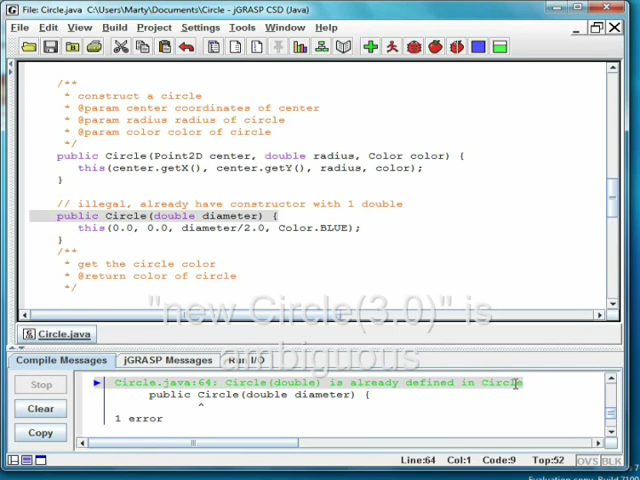 File: Circle.java  C:\Users\Marty\Documents\Circle - jGRASP CSD (Java)
File Edit View Build Project Settings Tools Window Help
/**
* construct a circle
* @param center coordinates of center
* @param radius radius of circle
* @param color color of circle
*/
public Circle(Point2D center, double radius, Color color) {
this(center.getX(), center.getY(), radius, color);
}
// illegal, already have constructor with 1 double
public Circle(double diameter) {
this(0.0, 0.0, diameter/2.0, Color.BLUE);
}
/**
* get the circle color
* @return color of circle
*/
"new Circle(3.0)" is
ambiguous
Circle.java
Compile Messages jGRASP Messages Run I/O
Stop
Clear
Copy
Circle.java:64: Circle(double) is already defined in Circle
public Circle(double diameter) {
^
1 error
Line:64 Col:1 Code:9 Top:52 OVS BLK